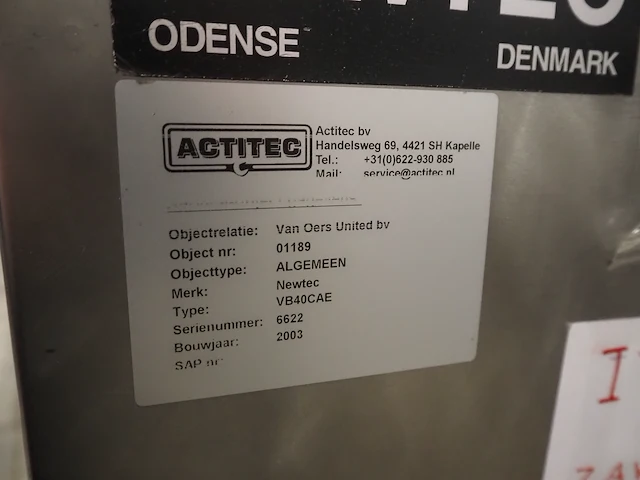 ODENSE DENMARK
ACTITEC
Actitec bv
Handelsweg 69, 4421 SH Kapelle
Tel.: +31(0)622-930 885
Mail: service@actitec.nl
Objectrelatie: Van Oers United bv
Object nr: 01189
Objecttype: ALGEMEEN
Merk: Newtec
Type: VB40CAE
Serienummer: 6622
Bouwjaar: 2003
SAP nr: